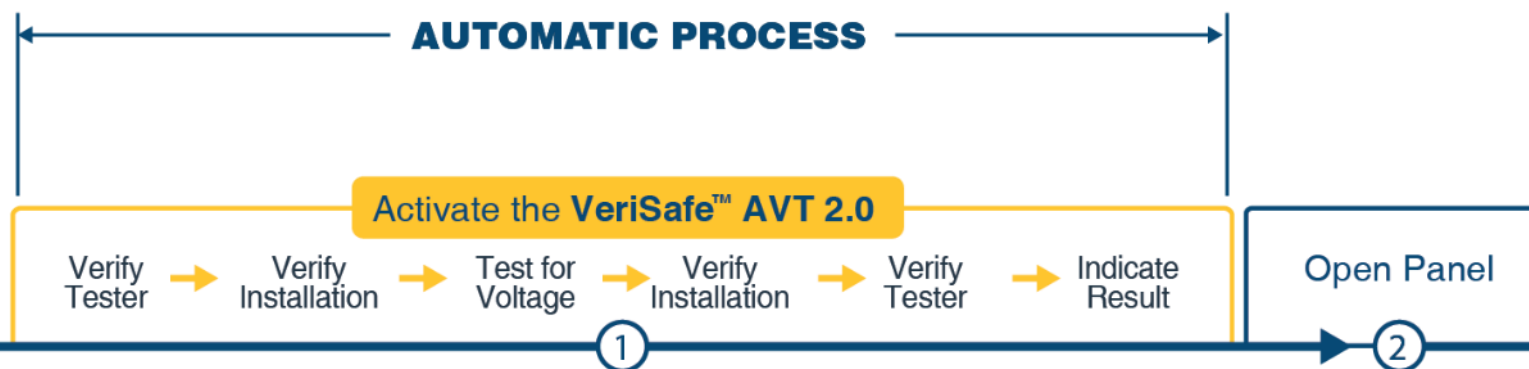 AUTOMATIC PROCESS
Activate the VeriSafe™ AVT 2.0
Verify
Tester
Verify
Installation
Test for
Voltage
Verify
Installation
Verify
Tester
Indicate
Result
Open Panel
1
2